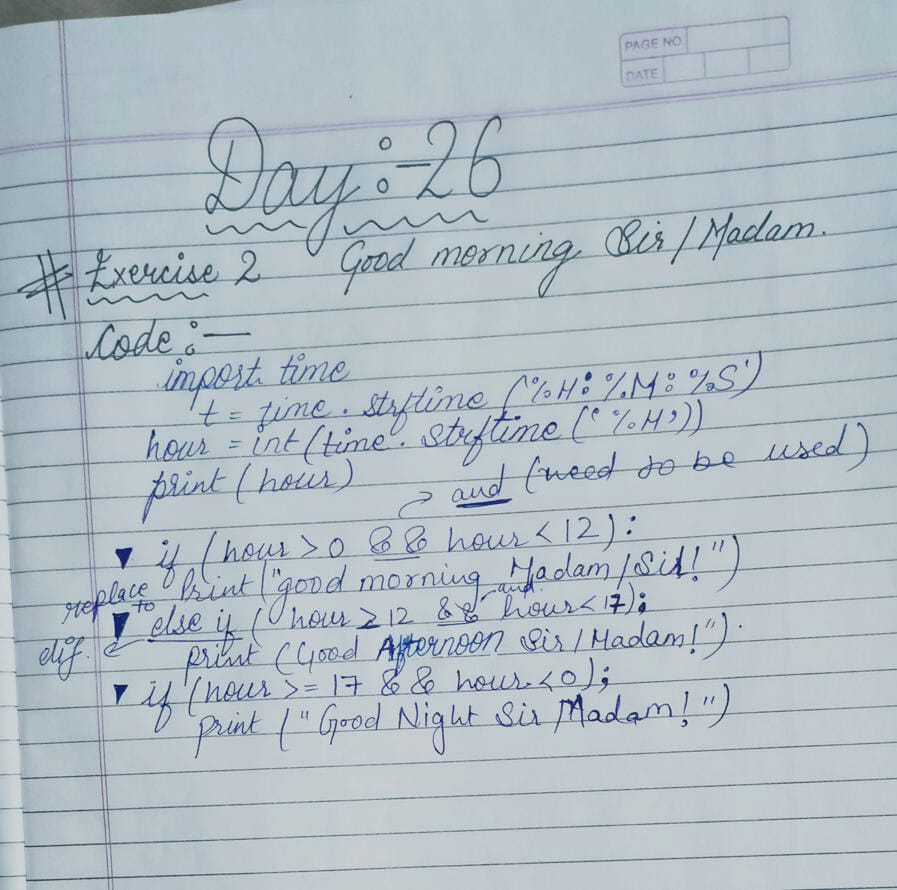 PAGE NO.
DATE
Day :- 26
# Exercise 2 Good morning Sir / Madam.
Code :—
import time
t = time . strftime ('%H:%M:%S')
hour = int (time . strftime ('%H'))
print (hour)
→ and (need to be used)
▼ if (hour > 0 && hour < 12) :
print ("good morning Madam / Sir! ")
replace to
and
▼ else if ( hour ≥ 12 && hour < 17);
elif. ←
print (Good Afternoon Sir / Madam! ").
▼ if (hour >= 17 && hour < 0);
print ( " Good Night Sir Madam! ")